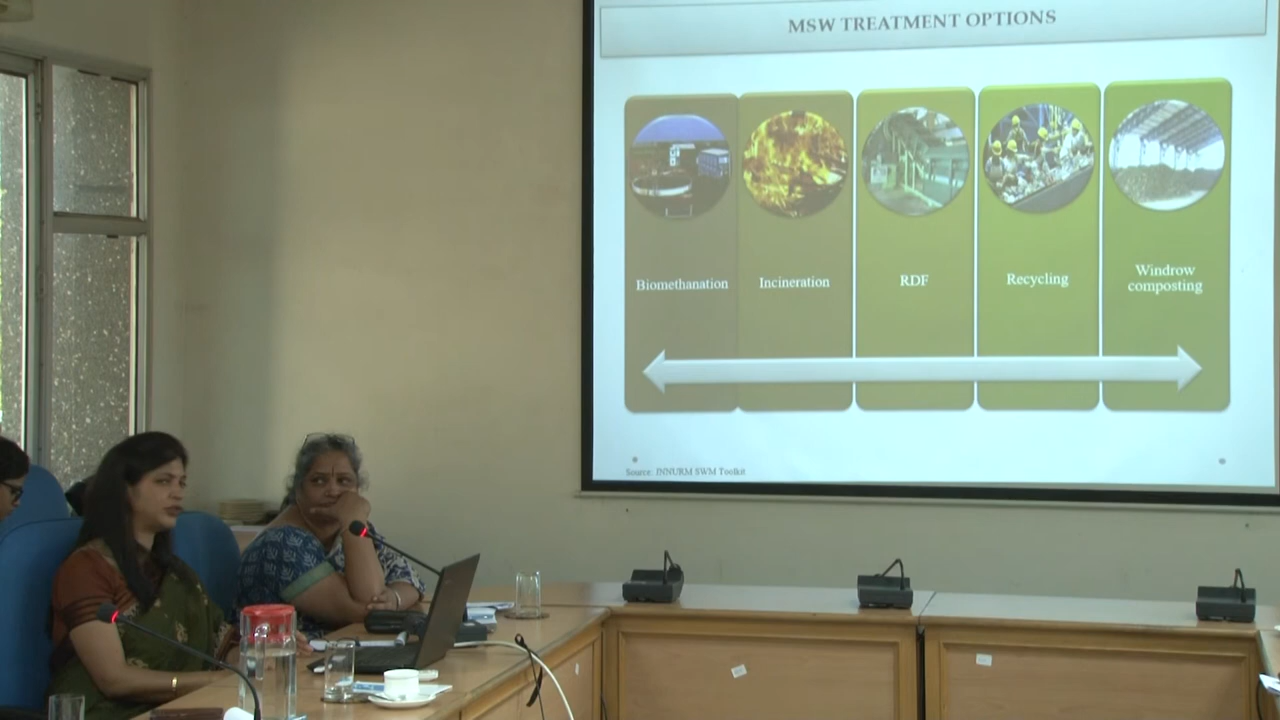 MSW TREATMENT OPTIONS
Biomethanation
Incineration
RDF
Recycling
Windrow
composting
Source: JNNURM SWM Toolkit